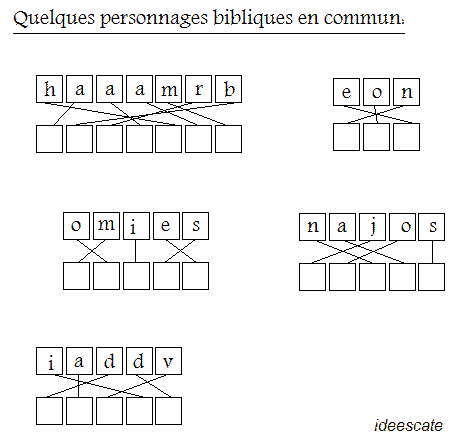 Quelques personnages bibliques en commun:
h a a a m r b
e o n
o m i e s
n a j o s
i a d d v
ideescate